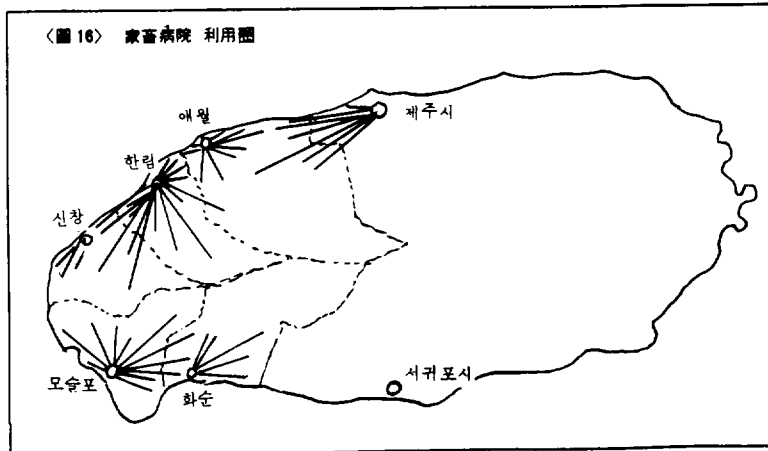 〈圖 16〉 家畜病院 利用圈
애월
제주시
한림
신창
모슬포
화순
서귀포시